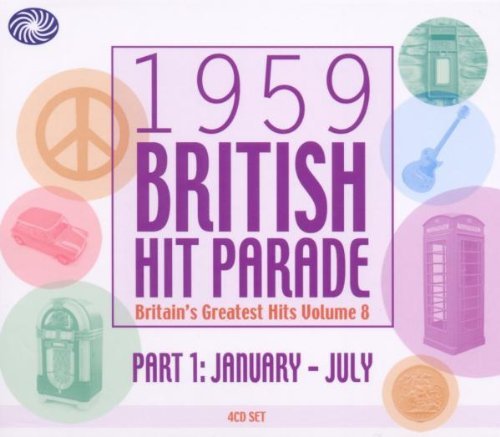 1959
BRITISH
HIT PARADE
Britain's Greatest Hits Volume 8
PART 1: JANUARY – JULY
4CD SET